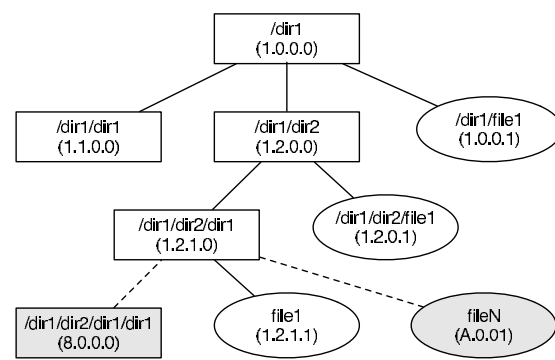 /dir1
(1.0.0.0)
/dir1/dir1
(1.1.0.0)
/dir1/dir2
(1.2.0.0)
/dir1/file1
(1.0.0.1)
/dir1/dir2/dir1
(1.2.1.0)
/dir1/dir2/file1
(1.2.0.1)
/dir1/dir2/dir1/dir1
(8.0.0.0)
file1
(1.2.1.1)
fileN
(A.0.01)